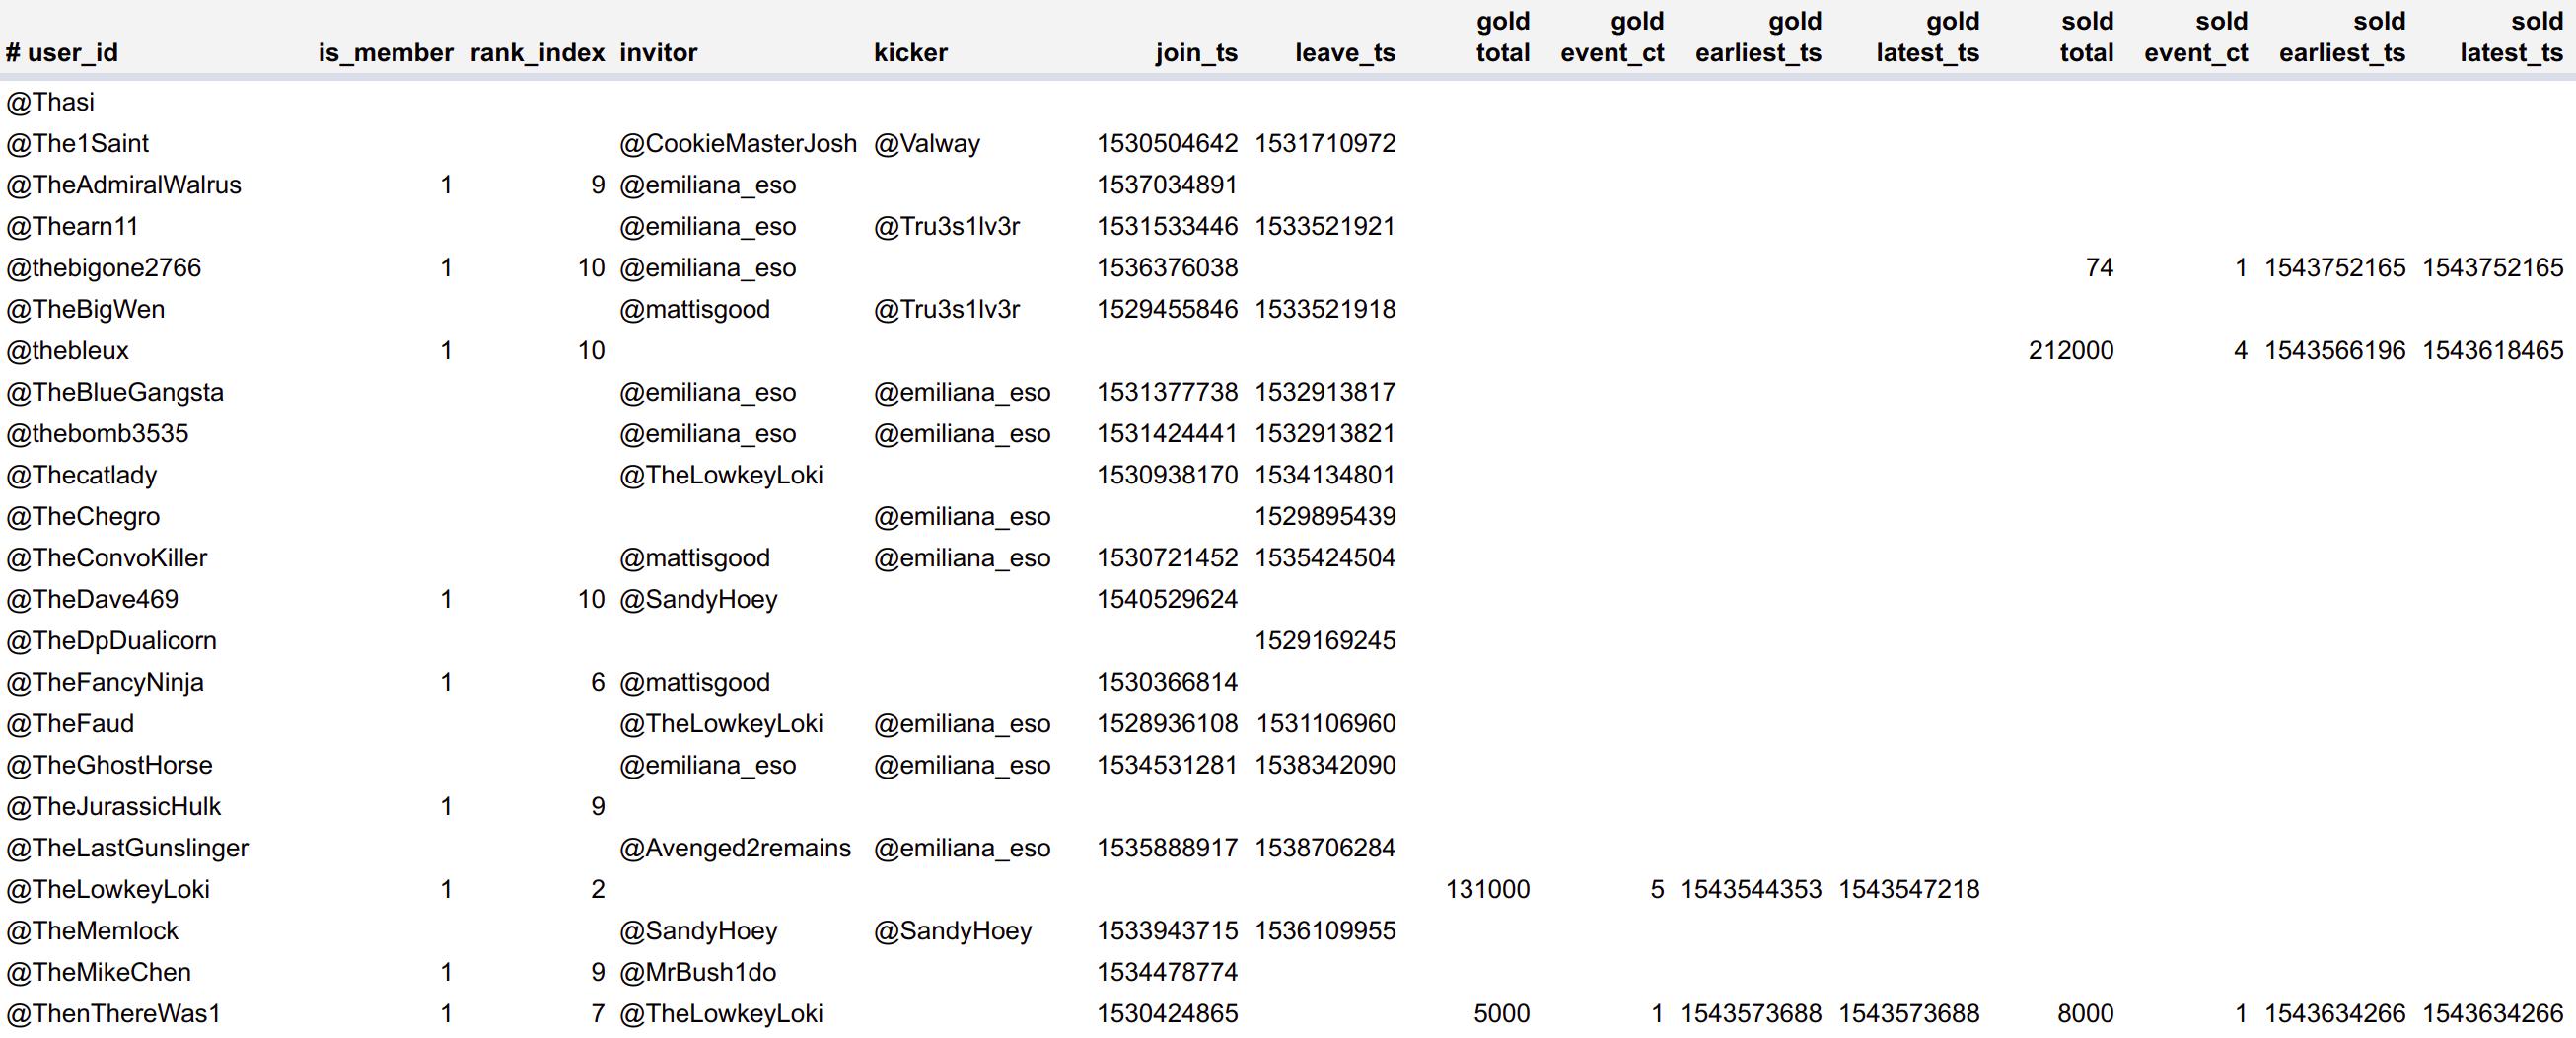 gold gold gold gold sold sold sold sold
# user_id is_member rank_index invitor kicker join_ts leave_ts total event_ct earliest_ts latest_ts total event_ct earliest_ts latest_ts
@Thasi
@The1Saint @CookieMasterJosh @Valway 1530504642 1531710972
@TheAdmiralWalrus 1 9 @emiliana_eso 1537034891
@Thearn11 @emiliana_eso @Tru3s1lv3r 1531533446 1533521921
@thebigone2766 1 10 @emiliana_eso 1536376038 74 1 1543752165 1543752165
@TheBigWen @mattisgood @Tru3s1lv3r 1529455846 1533521918
@thebleux 1 10 212000 4 1543566196 1543618465
@TheBlueGangsta @emiliana_eso @emiliana_eso 1531377738 1532913817
@thebomb3535 @emiliana_eso @emiliana_eso 1531424441 1532913821
@Thecatlady @TheLowkeyLoki 1530938170 1534134801
@TheChegro @emiliana_eso 1529895439
@TheConvoKiller @mattisgood @emiliana_eso 1530721452 1535424504
@TheDave469 1 10 @SandyHoey 1540529624
@TheDpDualicorn 1529169245
@TheFancyNinja 1 6 @mattisgood 1530366814
@TheFaud @TheLowkeyLoki @emiliana_eso 1528936108 1531106960
@TheGhostHorse @emiliana_eso @emiliana_eso 1534531281 1538342090
@TheJurassicHulk 1 9
@TheLastGunslinger @Avenged2remains @emiliana_eso 1535888917 1538706284
@TheLowkeyLoki 1 2 131000 5 1543544353 1543547218
@TheMemlock @SandyHoey @SandyHoey 1533943715 1536109955
@TheMikeChen 1 9 @MrBush1do 1534478774
@ThenThereWas1 1 7 @TheLowkeyLoki 1530424865 5000 1 1543573688 1543573688 8000 1 1543634266 1543634266